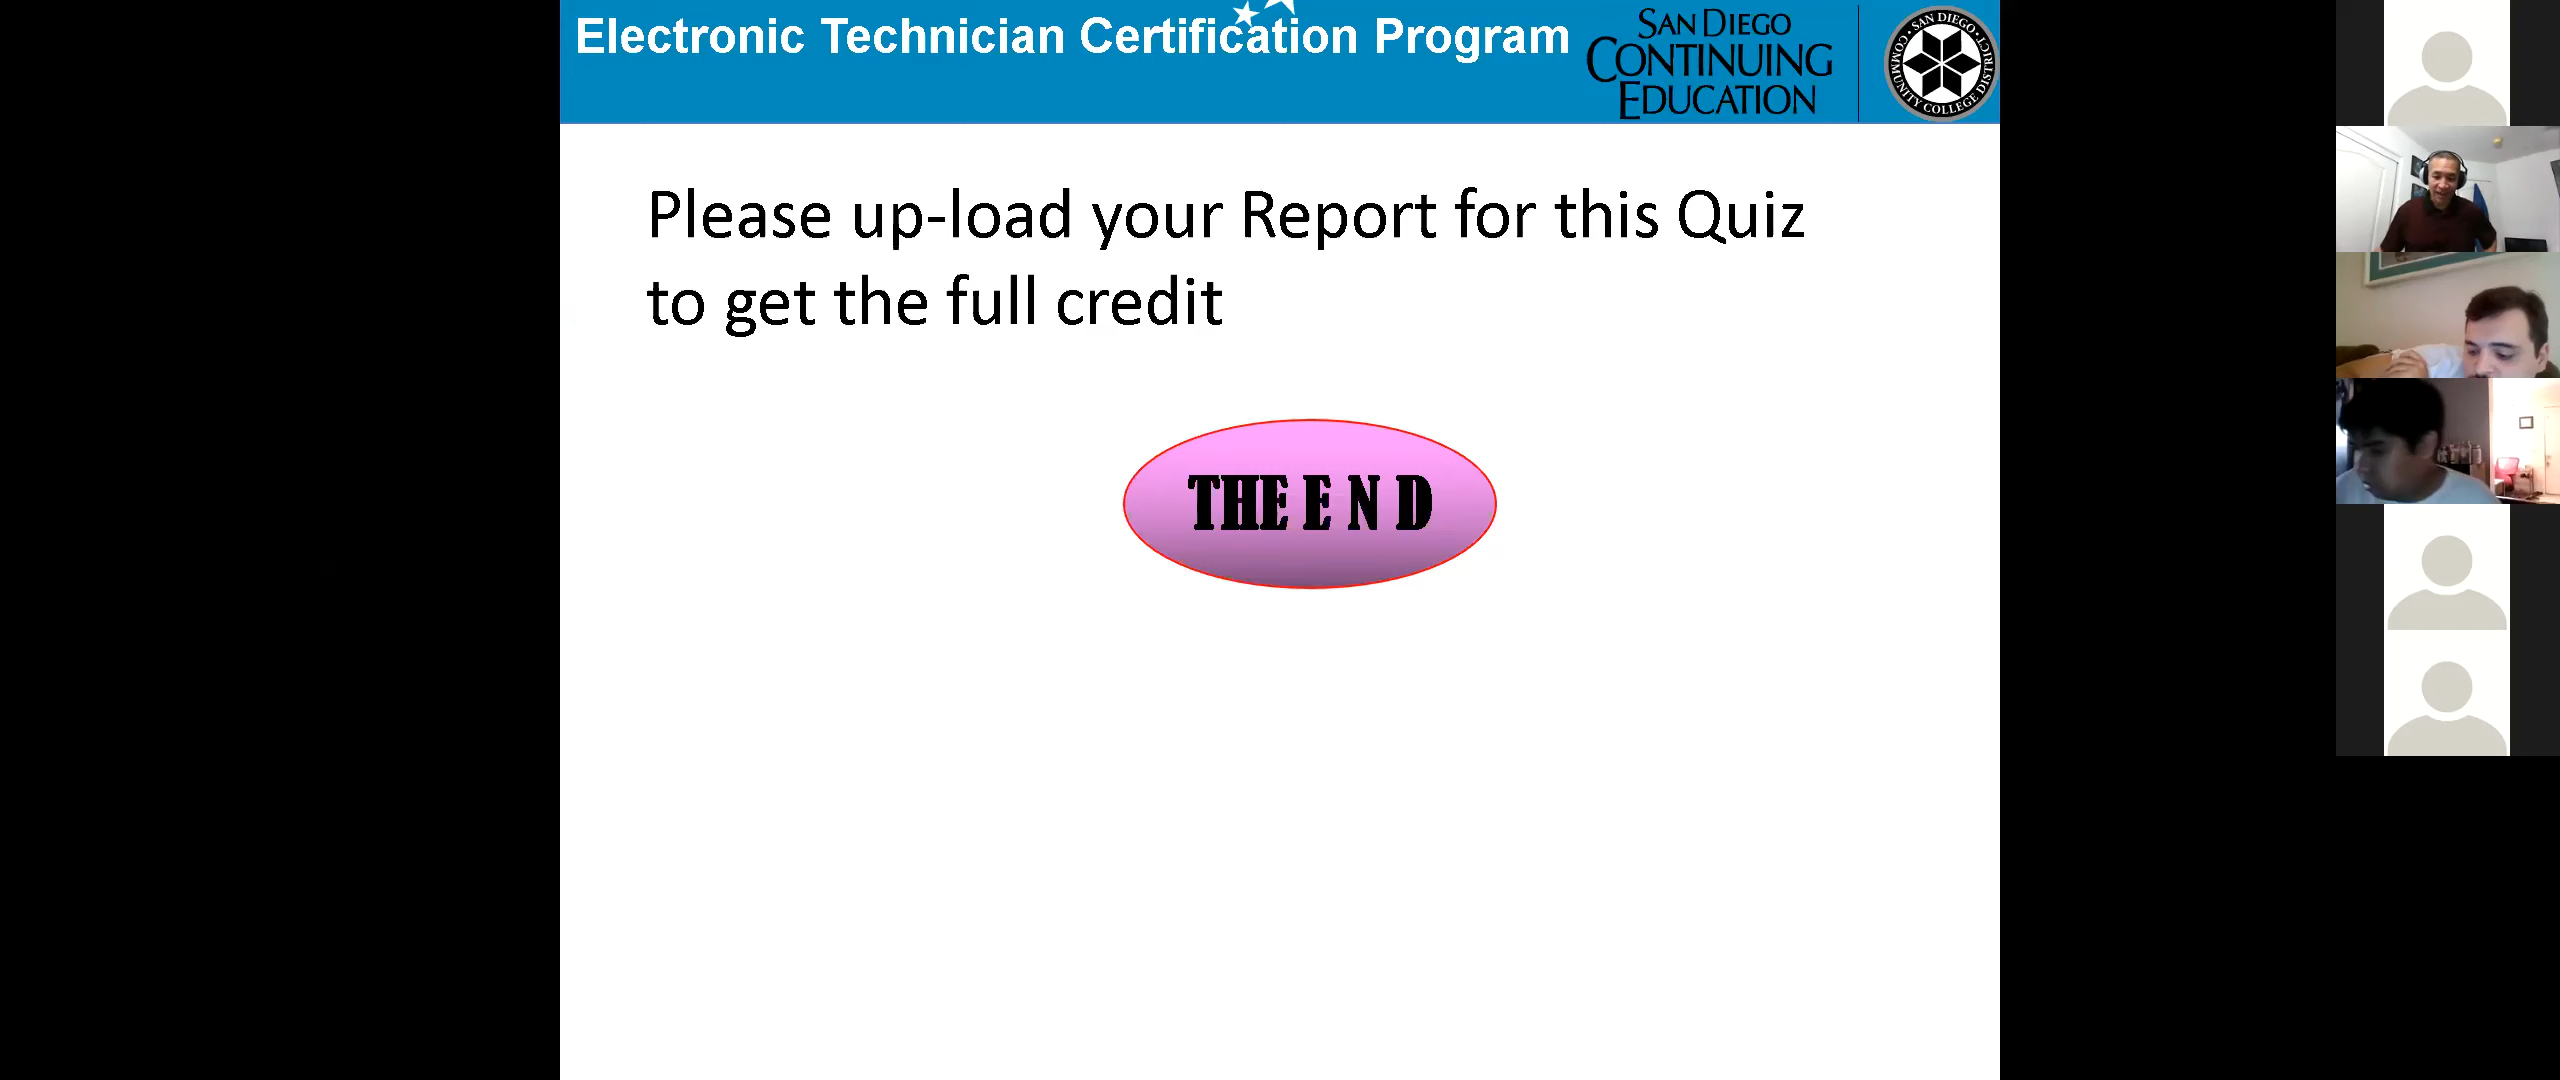 Electronic Technician Certification Program
SAN DIEGO
CONTINUING
EDUCATION
SAN DIEGO
COMMUNITY COLLEGE DISTRICT
Please up-load your Report for this Quiz
to get the full credit
THE E N D